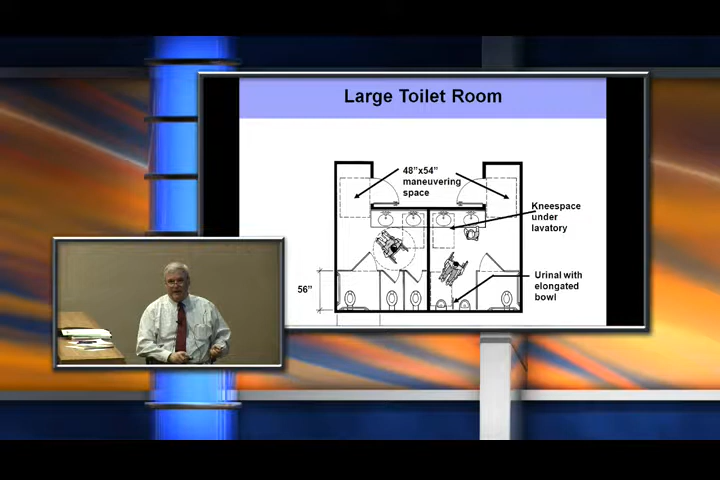 Large Toilet Room
48"x54"
maneuvering
space
Kneespace
under
lavatory
56"
Urinal with
elongated
bowl